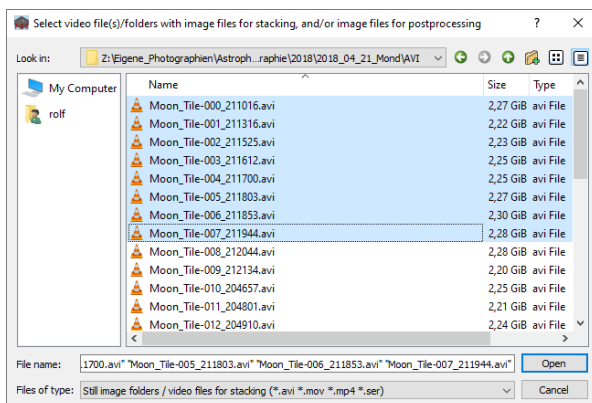 Select video file(s)/folders with image files for stacking, and/or image files for postprocessing ?
Look in: Z:\Eigene_Photographien\Astroph...raphie\2018\2018_04_21_Mond\AVI
My Computer
rolf
Name Size Type
Moon_Tile-000_211016.avi 2,27 GiB avi File
Moon_Tile-001_211316.avi 2,22 GiB avi File
Moon_Tile-002_211525.avi 2,23 GiB avi File
Moon_Tile-003_211612.avi 2,25 GiB avi File
Moon_Tile-004_211700.avi 2,25 GiB avi File
Moon_Tile-005_211803.avi 2,27 GiB avi File
Moon_Tile-006_211853.avi 2,30 GiB avi File
Moon_Tile-007_211944.avi 2,28 GiB avi File
Moon_Tile-008_212044.avi 2,28 GiB avi File
Moon_Tile-009_212134.avi 2,20 GiB avi File
Moon_Tile-010_204657.avi 2,25 GiB avi File
Moon_Tile-011_204801.avi 2,21 GiB avi File
Moon_Tile-012_204910.avi 2,24 GiB avi File
File name: .1700.avi" "Moon_Tile-005_211803.avi" "Moon_Tile-006_211853.avi" "Moon_Tile-007_211944.avi" Open
Files of type: Still image folders / video files for stacking (*.avi *.mov *.mp4 *.ser) Cancel